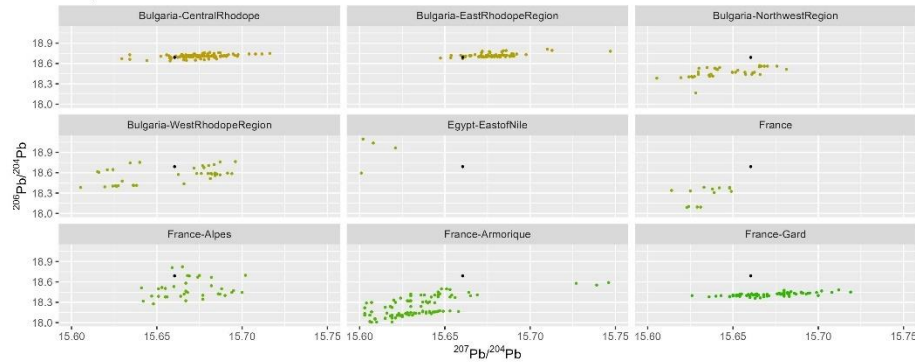 Bulgaria-CentralRhodope
Bulgaria-EastRhodopeRegion
Bulgaria-NorthwestRegion
18.9
18.6
18.3
18.0
Bulgaria-WestRhodopeRegion
Egypt-EastofNile
France
18.9
18.6
18.3
18.0
France-Alpes
France-Armorique
France-Gard
18.9
18.6
18.3
18.0
15.60 15.65 15.70 15.75
15.60 15.65 15.70 15.75
15.60 15.65 15.70 15.75
²⁰⁶Pb/²⁰⁴Pb
²⁰⁷Pb/²⁰⁴Pb